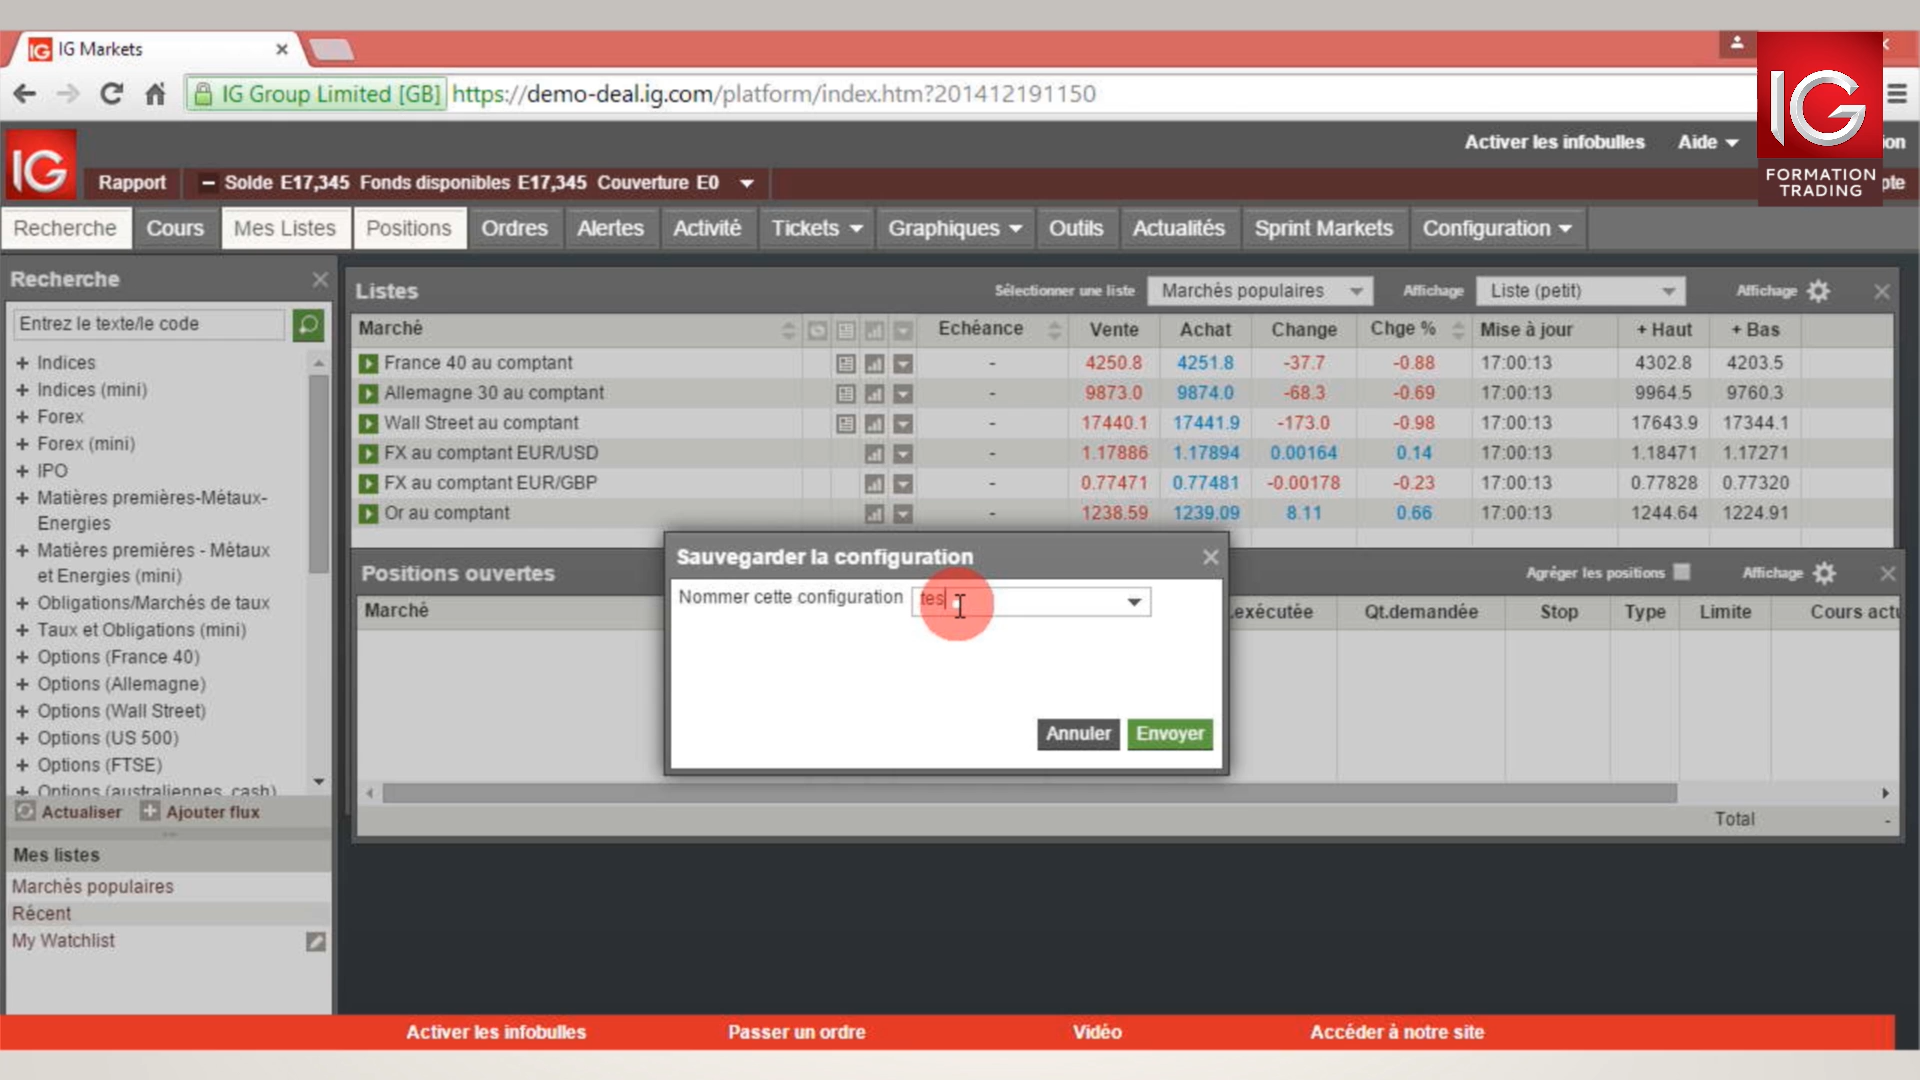 IG IG Markets
IG Group Limited [GB] https://demo-deal.ig.com/platform/index.htm?201412191150
IG
FORMATION
TRADING
Activer les infobulles Aide
IG
Rapport – Solde E17,345 Fonds disponibles E17,345 Couverture E0
Recherche Cours Mes Listes Positions Ordres Alertes Activité Tickets Graphiques Outils Actualités Sprint Markets Configuration
Recherche
Entrez le texte/le code
+ Indices
+ Indices (mini)
+ Forex
+ Forex (mini)
+ IPO
+ Matières premières-Métaux-
Energies
+ Matières premières - Métaux
et Energies (mini)
+ Obligations/Marchés de taux
+ Taux et Obligations (mini)
+ Options (France 40)
+ Options (Allemagne)
+ Options (Wall Street)
+ Options (US 500)
+ Options (FTSE)
+ Options (australiennes, cash)
Actualiser Ajouter flux
Mes listes
Marchés populaires
Récent
My Watchlist
Listes Sélectionner une liste Marchés populaires Affichage Liste (petit) Affichage
Marché Echéance Vente Achat Change Chge % Mise à jour + Haut + Bas
France 40 au comptant - 4250.8 4251.8 -37.7 -0.88 17:00:13 4302.8 4203.5
Allemagne 30 au comptant - 9873.0 9874.0 -68.3 -0.69 17:00:13 9964.5 9760.3
Wall Street au comptant - 17440.1 17441.9 -173.0 -0.98 17:00:13 17643.9 17344.1
FX au comptant EUR/USD - 1.17886 1.17894 0.00164 0.14 17:00:13 1.18471 1.17271
FX au comptant EUR/GBP - 0.77471 0.77481 -0.00178 -0.23 17:00:13 0.77828 0.77320
Or au comptant - 1238.59 1239.09 8.11 0.66 17:00:13 1244.64 1224.91
Positions ouvertes Agréger les positions Affichage
Marché .exécutée Qt.demandée Stop Type Limite Cours actu
Total -
Sauvegarder la configuration
Nommer cette configuration tes
Annuler Envoyer
Activer les infobulles Passer un ordre Vidéo Accéder à notre site